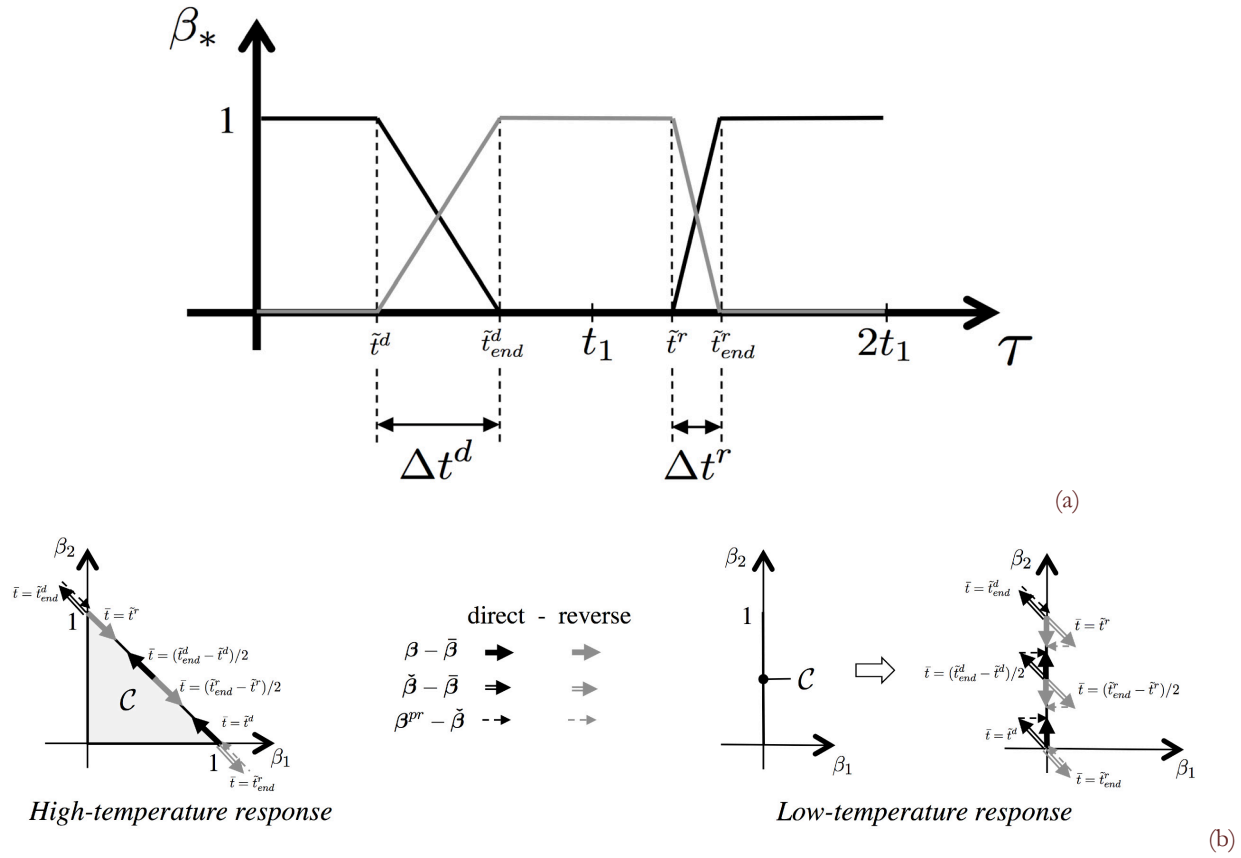 β∗
1
t̃ᵈ t̃ᵈₑₙ𝒹 t₁ t̃ʳ t̃ʳₑₙ𝒹 2t₁ τ
Δtᵈ Δtʳ
(a)
β₂
t̄ = t̃ᵈₑₙ𝒹
1
t̄ = t̃ʳ
t̄ = (t̃ᵈₑₙ𝒹 − t̃ᵈ)/2
t̄ = (t̃ʳₑₙ𝒹 − t̃ʳ)/2
𝒞
t̄ = t̃ᵈ
1 β₁
t̄ = t̃ʳₑₙ𝒹
High-temperature response
direct - reverse
β − β̄
β̌ − β̄
βᵖʳ − β̌
β₂
1
𝒞
β₁
β₂
t̄ = t̃ᵈₑₙ𝒹
t̄ = t̃ʳ
t̄ = (t̃ᵈₑₙ𝒹 − t̃ᵈ)/2
t̄ = (t̃ʳₑₙ𝒹 − t̃ʳ)/2
t̄ = t̃ᵈ
β₁
t̄ = t̃ʳₑₙ𝒹
Low-temperature response
(b)